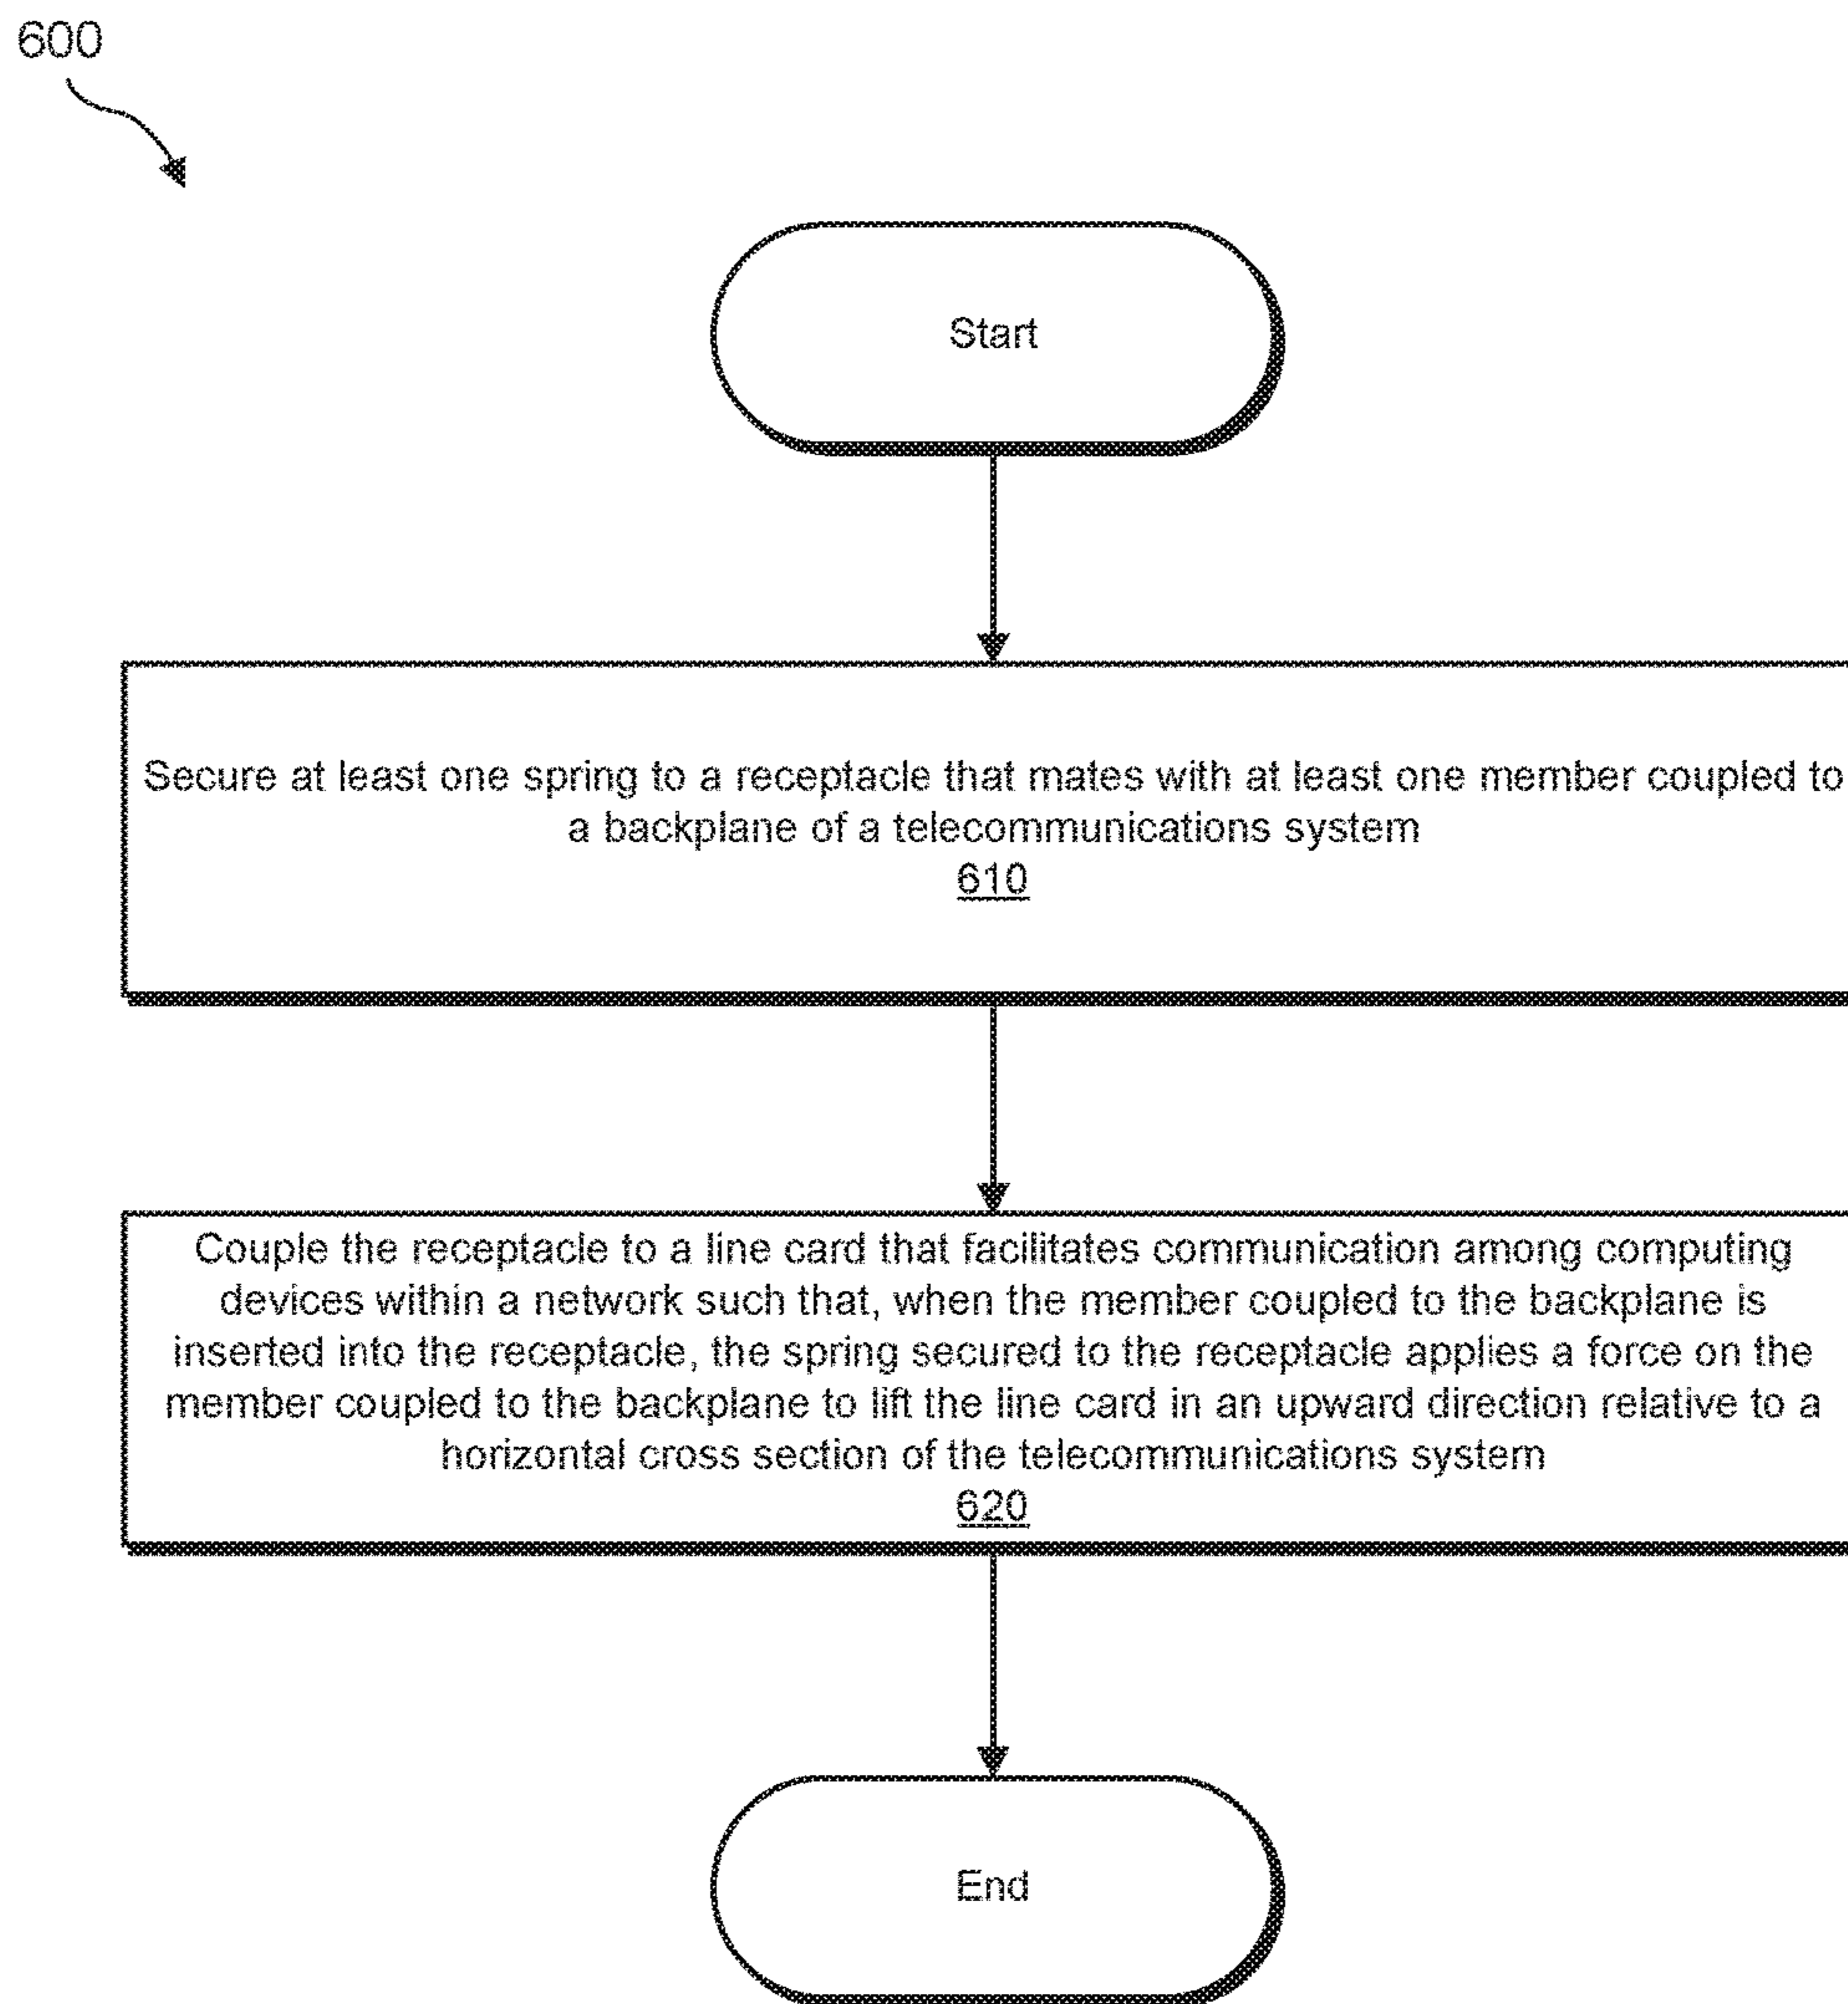 600
Start
Secure at least one spring to a receptacle that mates with at least one member coupled to
a backplane of a telecommunications system
610
Couple the receptacle to a line card that facilitates communication among computing
devices within a network such that, when the member coupled to the backplane is
inserted into the receptacle, the spring secured to the receptacle applies a force on the
member coupled to the backplane to lift the line card in an upward direction relative to a
horizontal cross section of the telecommunications system
620
End